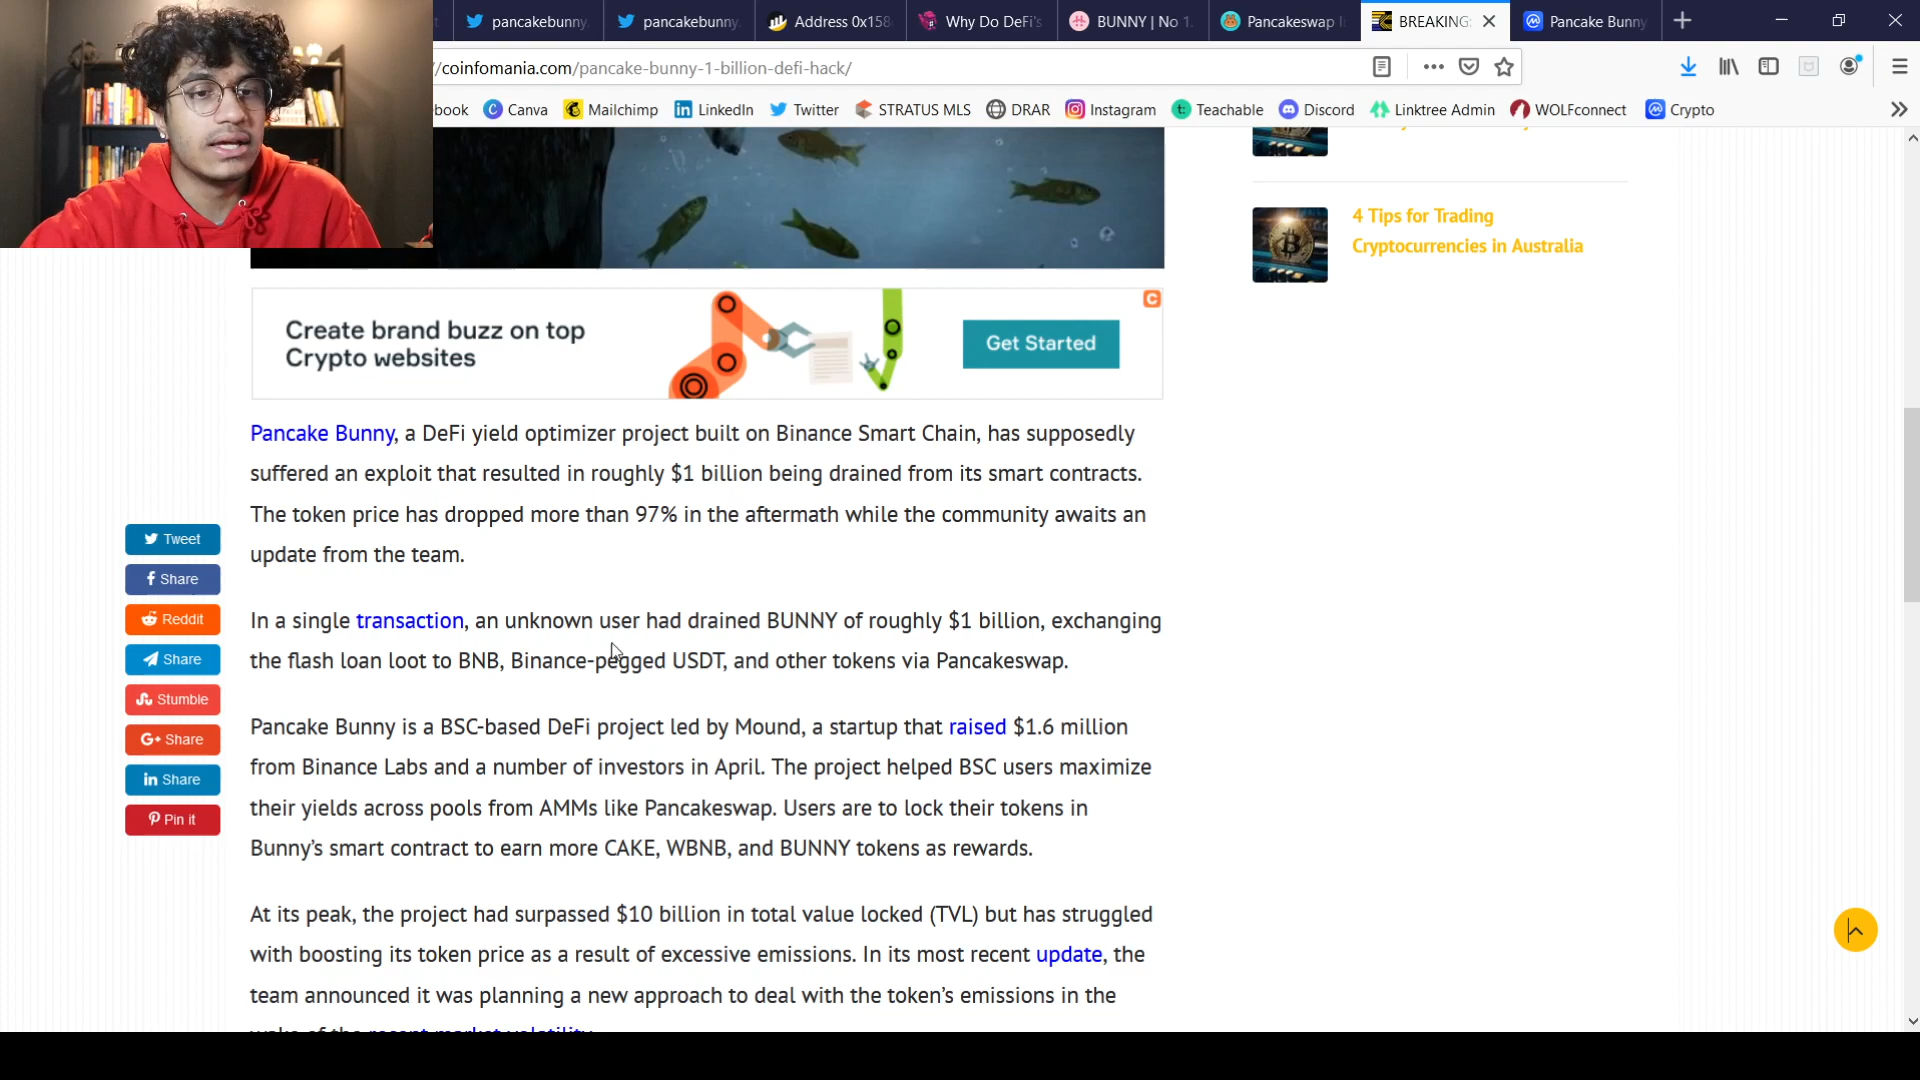 pancakebunny
pancakebunny.
Address 0x158
Why Do DeFi's
BUNNY | No 1.
Pancakeswap I
BREAKING:
Pancake Bunny
/coinfomania.com/pancake-bunny-1-billion-defi-hack/
book
Canva
Mailchimp
LinkedIn
Twitter
STRATUS MLS
DRAR
Instagram
Teachable
Discord
Linktree Admin
WOLFconnect
Crypto
4 Tips for Trading
Cryptocurrencies in Australia
Create brand buzz on top
Crypto websites
Get Started
Pancake Bunny, a DeFi yield optimizer project built on Binance Smart Chain, has supposedly
suffered an exploit that resulted in roughly $1 billion being drained from its smart contracts.
The token price has dropped more than 97% in the aftermath while the community awaits an
update from the team.
Tweet
Share
Reddit
Share
Stumble
G+ Share
in Share
Pin it
In a single transaction, an unknown user had drained BUNNY of roughly $1 billion, exchanging
the flash loan loot to BNB, Binance-pegged USDT, and other tokens via Pancakeswap.
Pancake Bunny is a BSC-based DeFi project led by Mound, a startup that raised $1.6 million
from Binance Labs and a number of investors in April. The project helped BSC users maximize
their yields across pools from AMMs like Pancakeswap. Users are to lock their tokens in
Bunny's smart contract to earn more CAKE, WBNB, and BUNNY tokens as rewards.
At its peak, the project had surpassed $10 billion in total value locked (TVL) but has struggled
with boosting its token price as a result of excessive emissions. In its most recent update, the
team announced it was planning a new approach to deal with the token's emissions in the
wake of the recent market volatility.